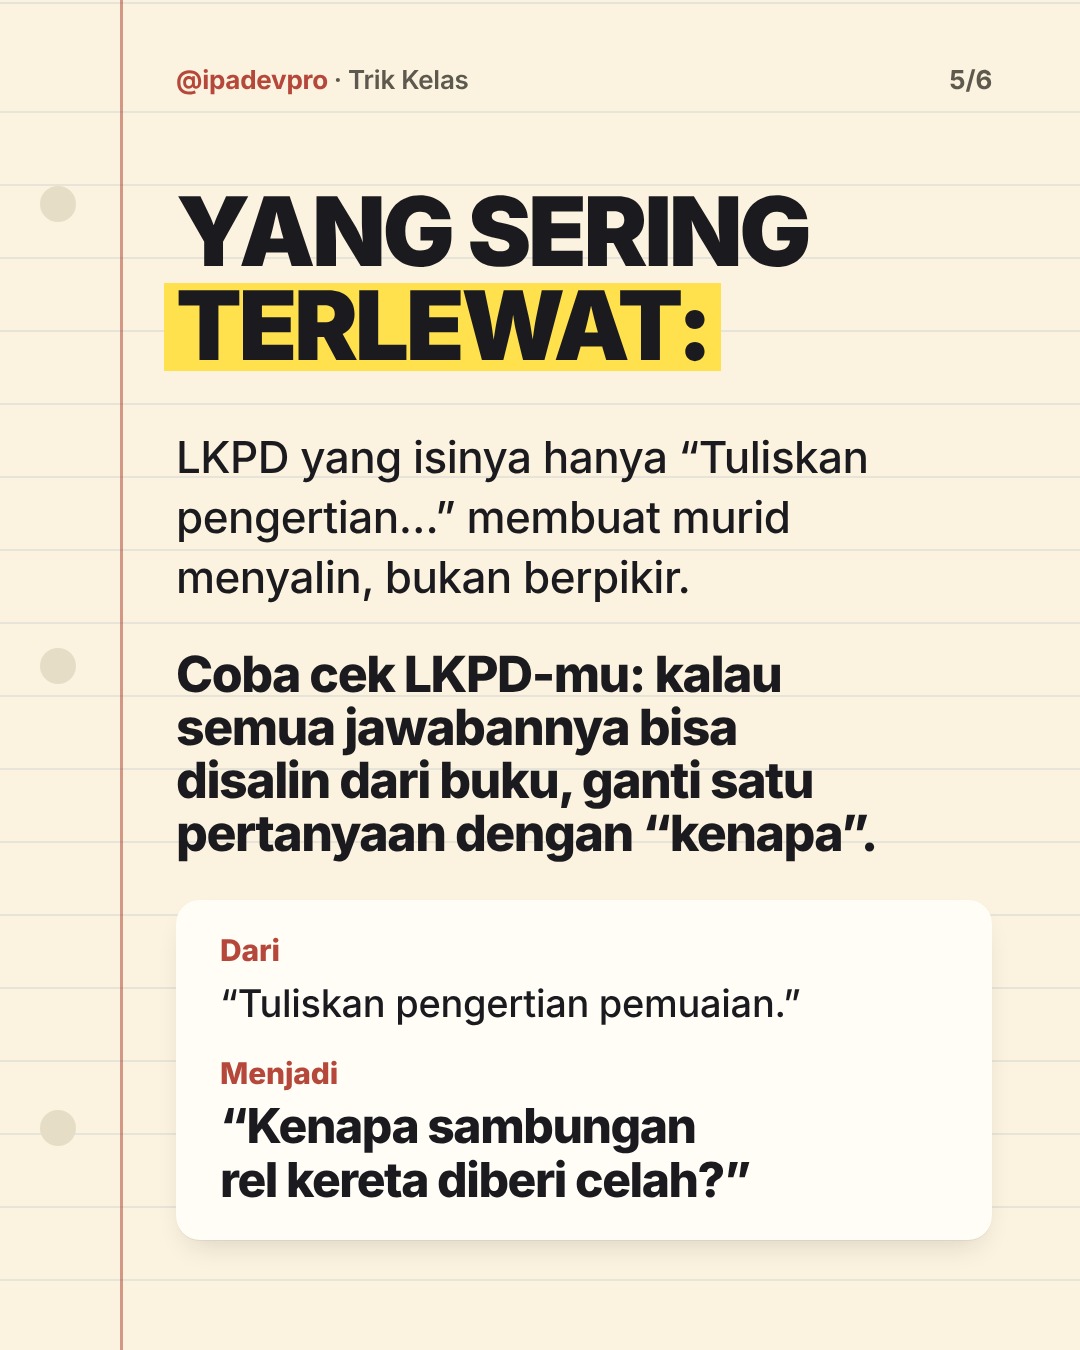 @ipadevpro · Trik Kelas
5/6
YANG SERING
TERLEWAT:
LKPD yang isinya hanya “Tuliskan
pengertian...” membuat murid
menyalin, bukan berpikir.
Coba cek LKPD-mu: kalau
semua jawabannya bisa
disalin dari buku, ganti satu
pertanyaan dengan “kenapa”.
Dari
“Tuliskan pengertian pemuaian.”
Menjadi
“Kenapa sambungan
rel kereta diberi celah?”